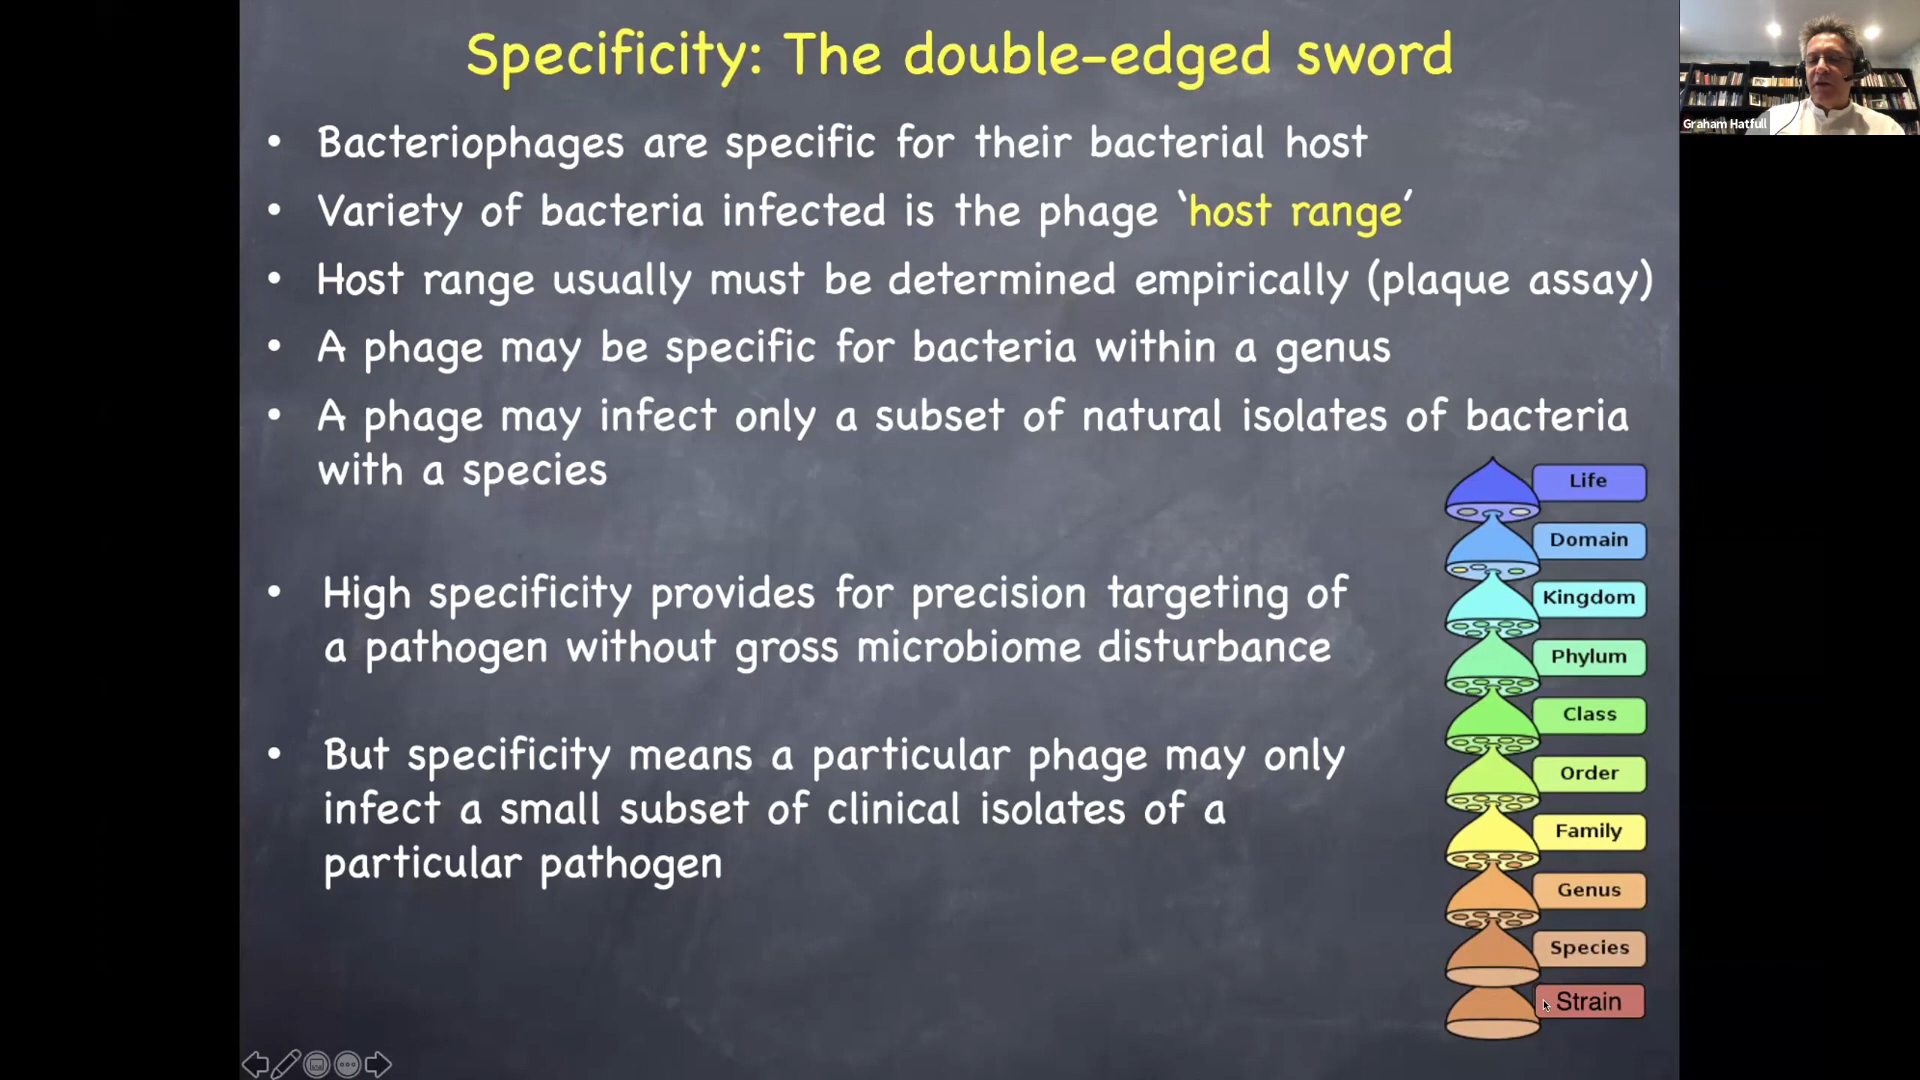 Specificity: The double-edged sword
Graham Hatfull
• Bacteriophages are specific for their bacterial host
• Variety of bacteria infected is the phage ‘host range’
• Host range usually must be determined empirically (plaque assay)
• A phage may be specific for bacteria within a genus
• A phage may infect only a subset of natural isolates of bacteria
with a species
• High specificity provides for precision targeting of
a pathogen without gross microbiome disturbance
• But specificity means a particular phage may only
infect a small subset of clinical isolates of a
particular pathogen
Life
Domain
Kingdom
Phylum
Class
Order
Family
Genus
Species
Strain